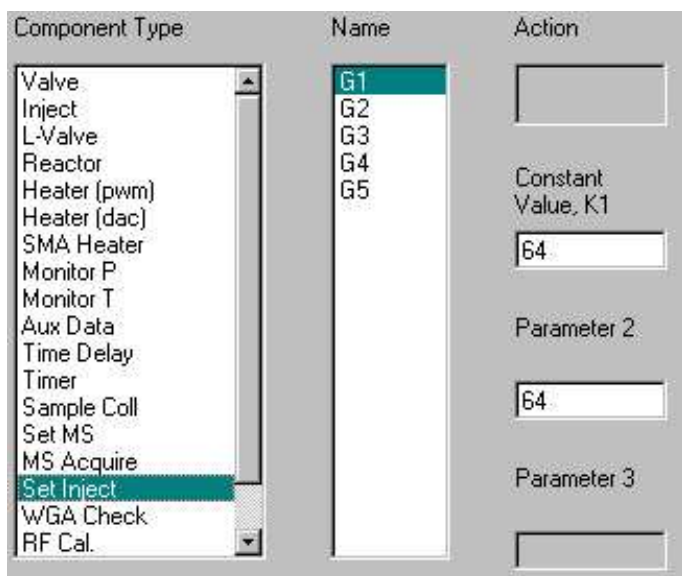 Component Type
Name
Action
Valve
Inject
L-Valve
Reactor
Heater (pwm)
Heater (dac)
SMA Heater
Monitor P
Monitor T
Aux Data
Time Delay
Timer
Sample Coll
Set MS
MS Acquire
Set Inject
WGA Check
RF Cal.
G1
G2
G3
G4
G5
Constant
Value, K1
64
Parameter 2
64
Parameter 3